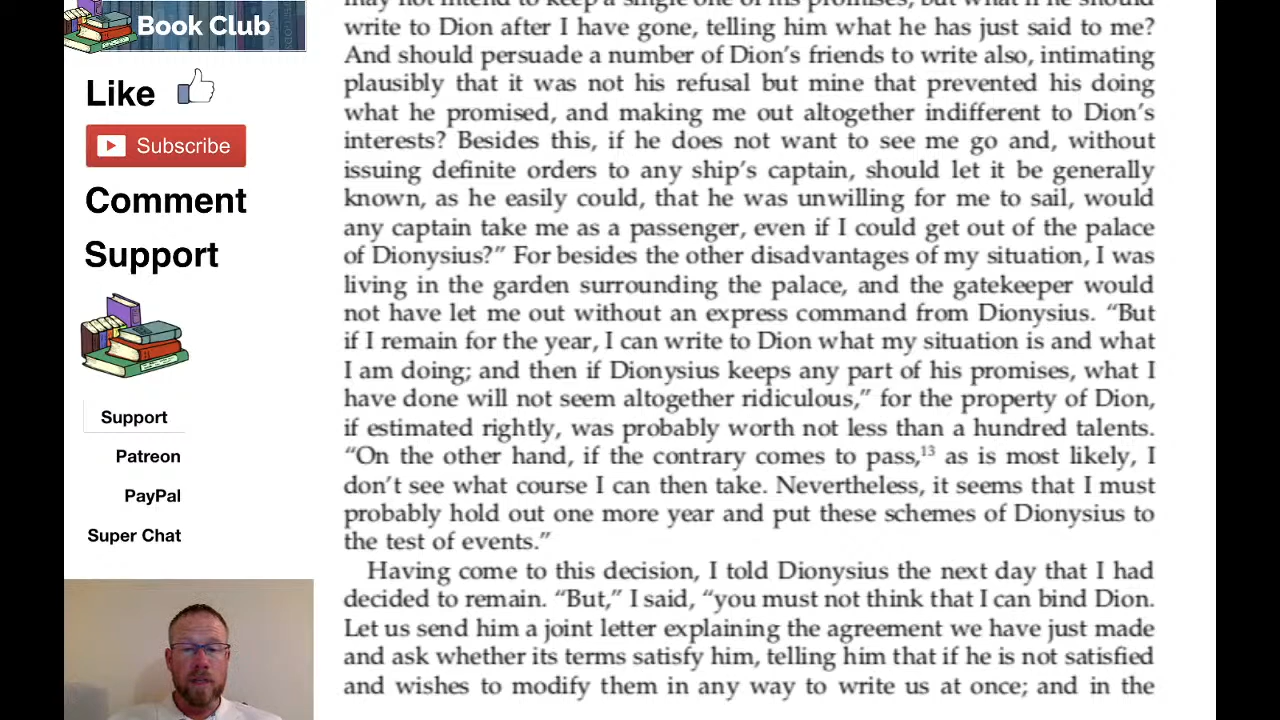 Book Club
Like
Subscribe
Comment
Support
Support
Patreon
PayPal
Super Chat
may not intend to keep a single one of his promises, but what if he should
write to Dion after I have gone, telling him what he has just said to me?
And should persuade a number of Dion’s friends to write also, intimating
plausibly that it was not his refusal but mine that prevented his doing
what he promised, and making me out altogether indifferent to Dion’s
interests? Besides this, if he does not want to see me go and, without
issuing definite orders to any ship’s captain, should let it be generally
known, as he easily could, that he was unwilling for me to sail, would
any captain take me as a passenger, even if I could get out of the palace
of Dionysius?” For besides the other disadvantages of my situation, I was
living in the garden surrounding the palace, and the gatekeeper would
not have let me out without an express command from Dionysius. “But
if I remain for the year, I can write to Dion what my situation is and what
I am doing; and then if Dionysius keeps any part of his promises, what I
have done will not seem altogether ridiculous,” for the property of Dion,
if estimated rightly, was probably worth not less than a hundred talents.
“On the other hand, if the contrary comes to pass,¹³ as is most likely, I
don’t see what course I can then take. Nevertheless, it seems that I must
probably hold out one more year and put these schemes of Dionysius to
the test of events.”
Having come to this decision, I told Dionysius the next day that I had
decided to remain. “But,” I said, “you must not think that I can bind Dion.
Let us send him a joint letter explaining the agreement we have just made
and ask whether its terms satisfy him, telling him that if he is not satisfied
and wishes to modify them in any way to write us at once; and in the